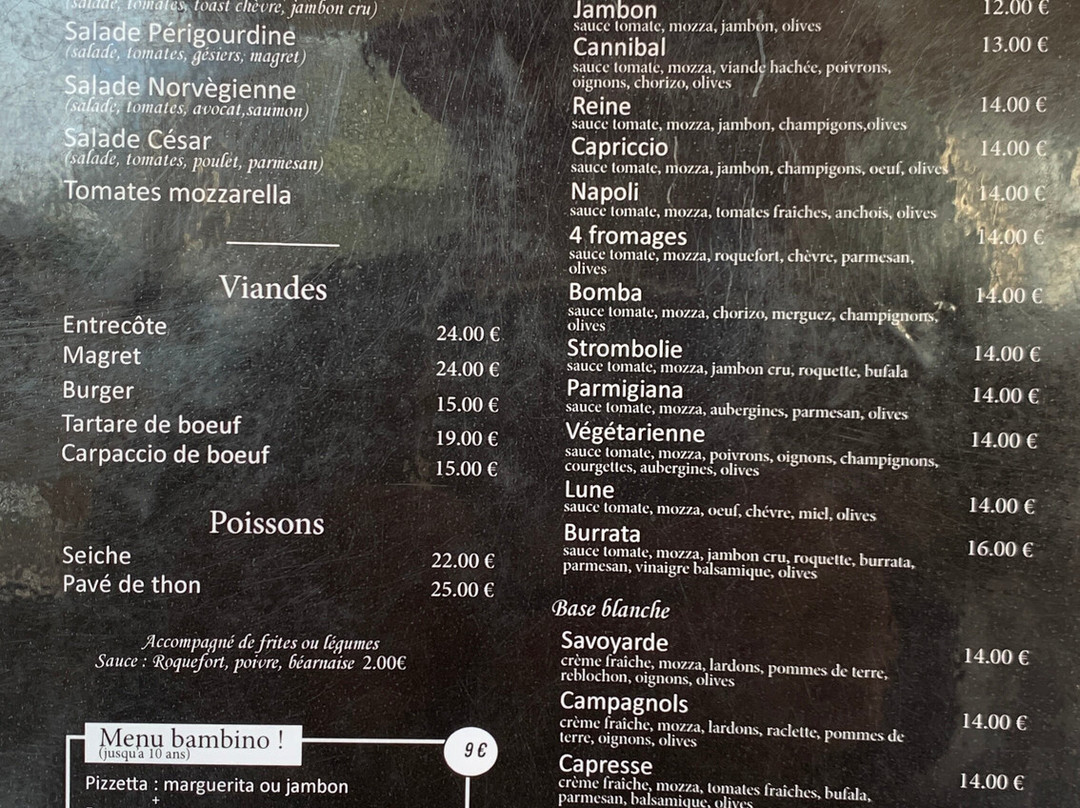 (salade, tomates, toast chèvre, jambon cru)
Salade Périgourdine
(salade, tomates, gésiers, magret)
Salade Norvègienne
(salade, tomates, avocat,saumon)
Salade César
(salade, tomates, poulet, parmesan)
Tomates mozzarella
Viandes
Entrecôte 24.00 €
Magret 24.00 €
Burger 15.00 €
Tartare de boeuf 19.00 €
Carpaccio de boeuf 15.00 €
Poissons
Seiche 22.00 €
Pavé de thon 25.00 €
Accompagné de frites ou légumes
Sauce : Roquefort, poivre, béarnaise 2.00€
Menu bambino !
(jusqu'à 10 ans)
9 €
Pizzetta : marguerita ou jambon
+
Jambon 12.00 €
sauce tomate, mozza, jambon, olives
Cannibal 13.00 €
sauce tomate, mozza, viande hachée, poivrons,
oignons, chorizo, olives
Reine 14.00 €
sauce tomate, mozza, jambon, champigons,olives
Capriccio 14.00 €
sauce tomate, mozza, jambon, champigons, oeuf, olives
Napoli 14.00 €
sauce tomate, mozza, tomates fraîches, anchois, olives
4 fromages 14.00 €
sauce tomate, mozza, roquefort, chèvre, parmesan,
olives
Bomba 14.00 €
sauce tomate, mozza, chorizo, merguez, champignons,
olives
Strombolie 14.00 €
sauce tomate, mozza, jambon cru, roquette, bufala
Parmigiana 14.00 €
sauce tomate, mozza, aubergines, parmesan, olives
Végétarienne 14.00 €
sauce tomate, mozza, poivrons, oignons, champignons,
courgettes, aubergines, olives
Lune 14.00 €
sauce tomate, mozza, oeuf, chévre, miel, olives
Burrata 16.00 €
sauce tomate, mozza, jambon cru, roquette, burrata,
parmesan, vinaigre balsamique, olives
Base blanche
Savoyarde 14.00 €
crème fraîche, mozza, lardons, pommes de terre,
reblochon, oignons, olives
Campagnols 14.00 €
crème fraîche, mozza, lardons, raclette, pommes de
terre, oignons, olives
Capresse 14.00 €
crème fraîche, mozza, tomates fraîches, bufala,
parmesan, balsamique, olives